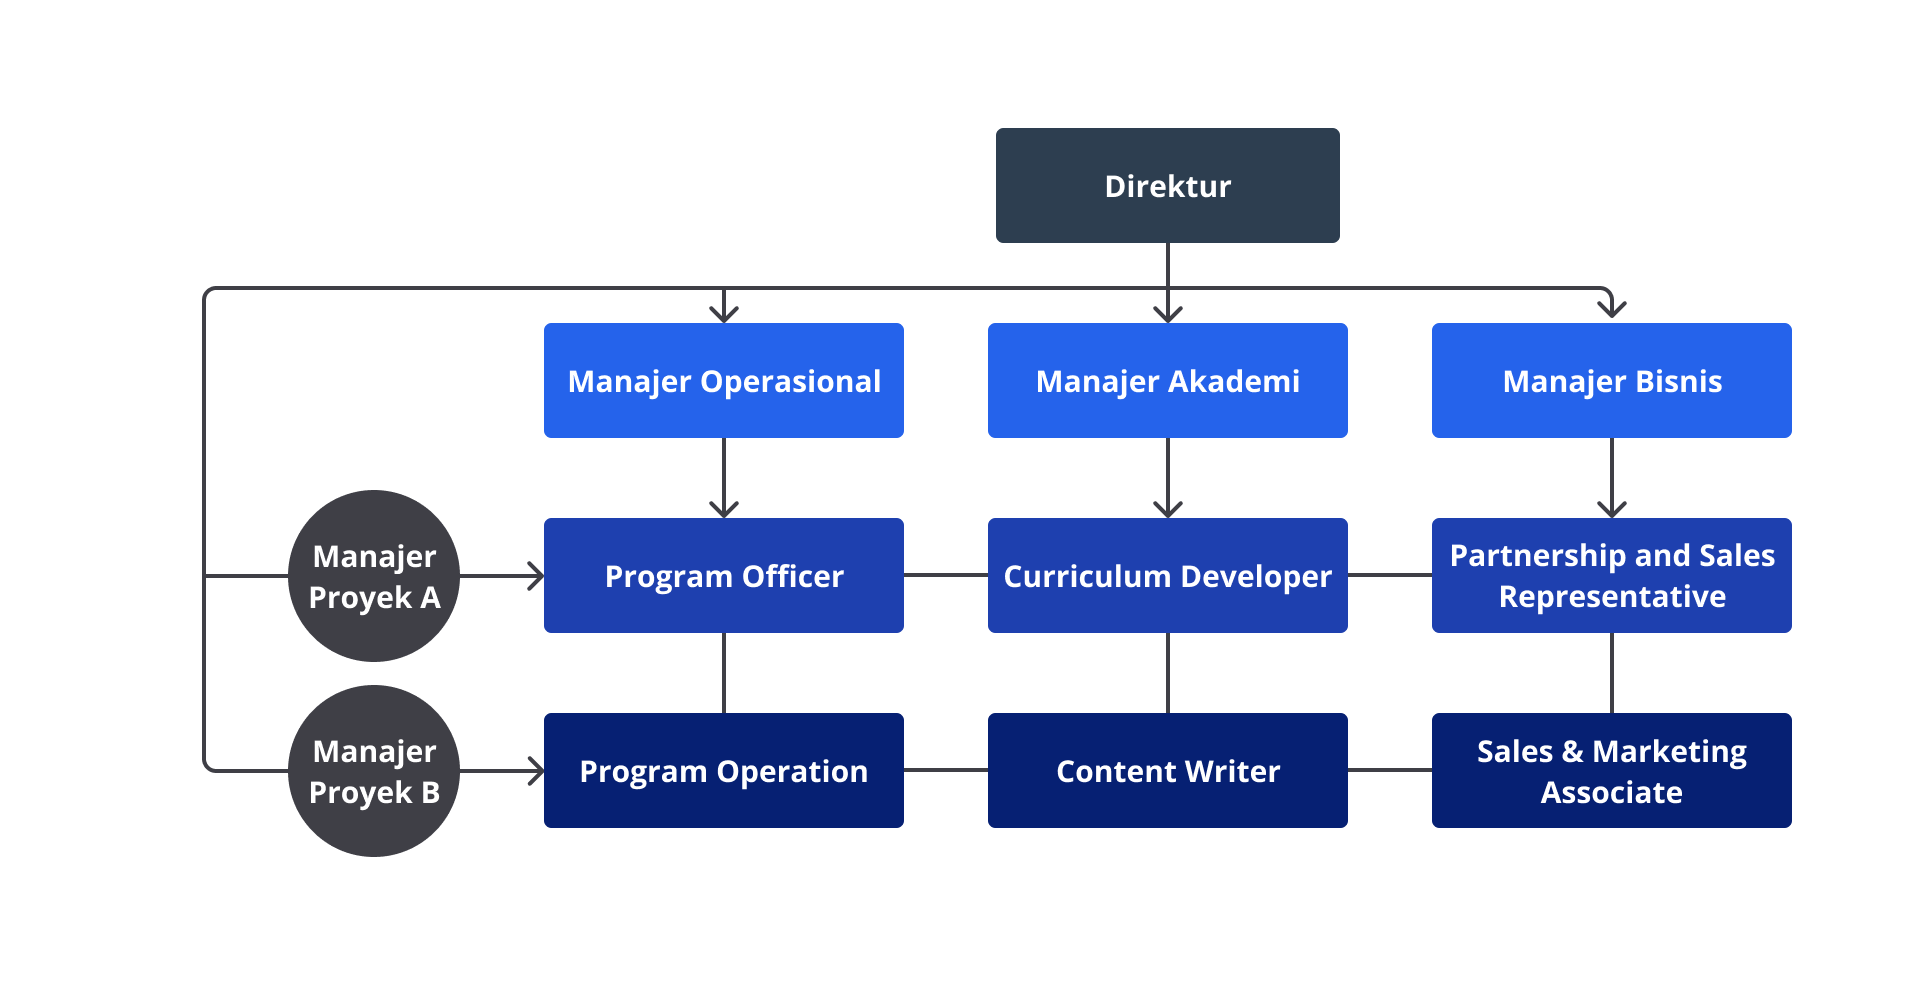 Direktur
Manajer Operasional
Manajer Akademi
Manajer Bisnis
Manajer
Proyek A
Program Officer
Curriculum Developer
Partnership and Sales
Representative
Manajer
Proyek B
Program Operation
Content Writer
Sales & Marketing
Associate